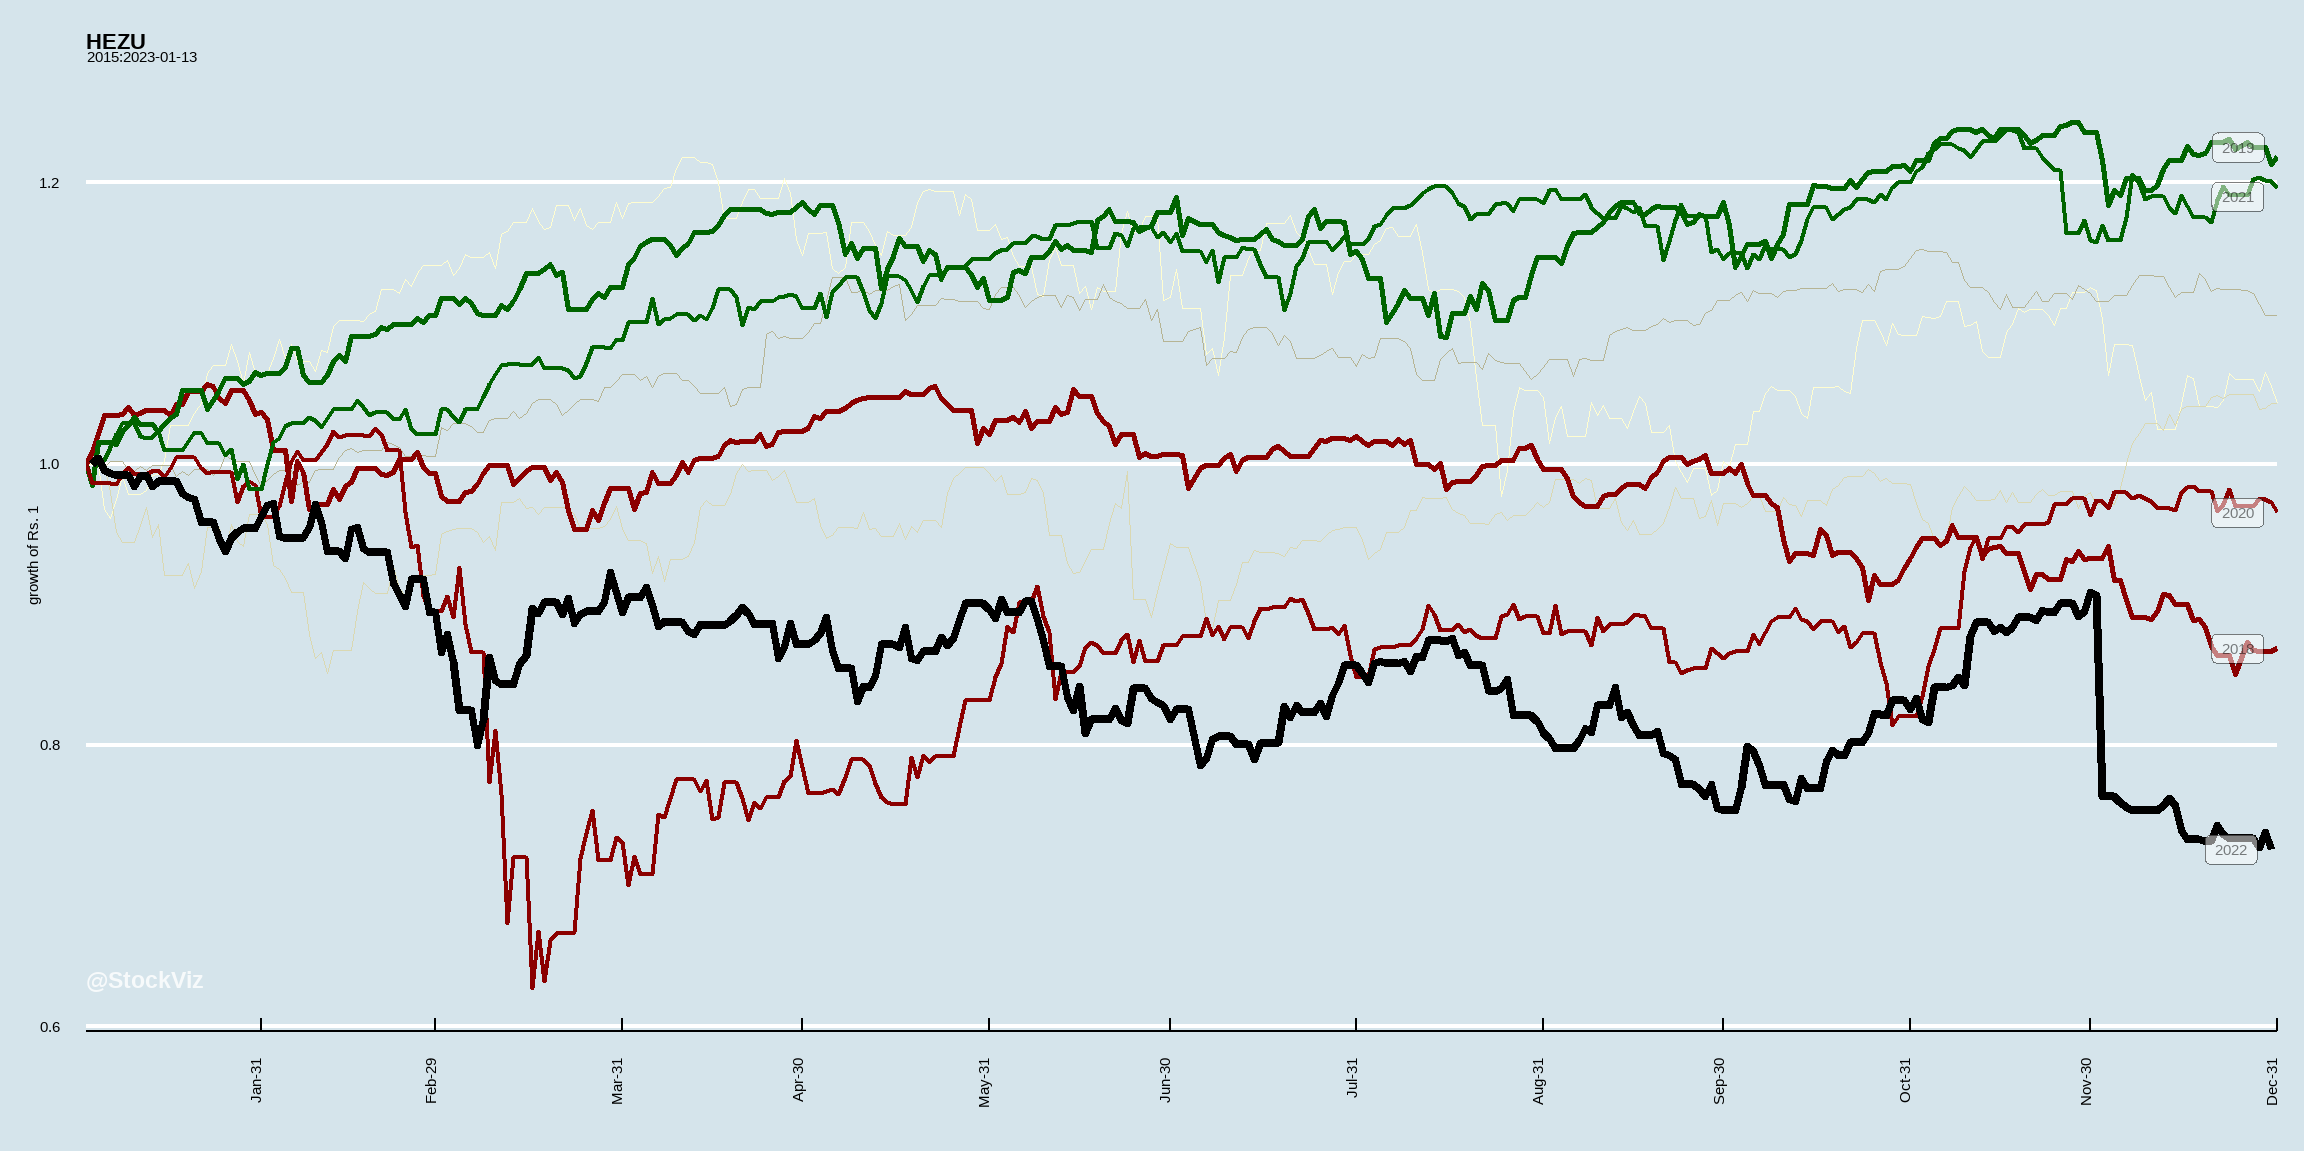 HEZU
2015:2023-01-13
2019
1.2
2021
1.0
growth of Rs. 1
2020
2018
0.8
2022
@StockViz
0.6
Jan-31
Feb-29
Mar-31
Apr-30
May-31
Jun-30
Jul-31
Aug-31
Sep-30
Oct-31
Nov-30
Dec-31